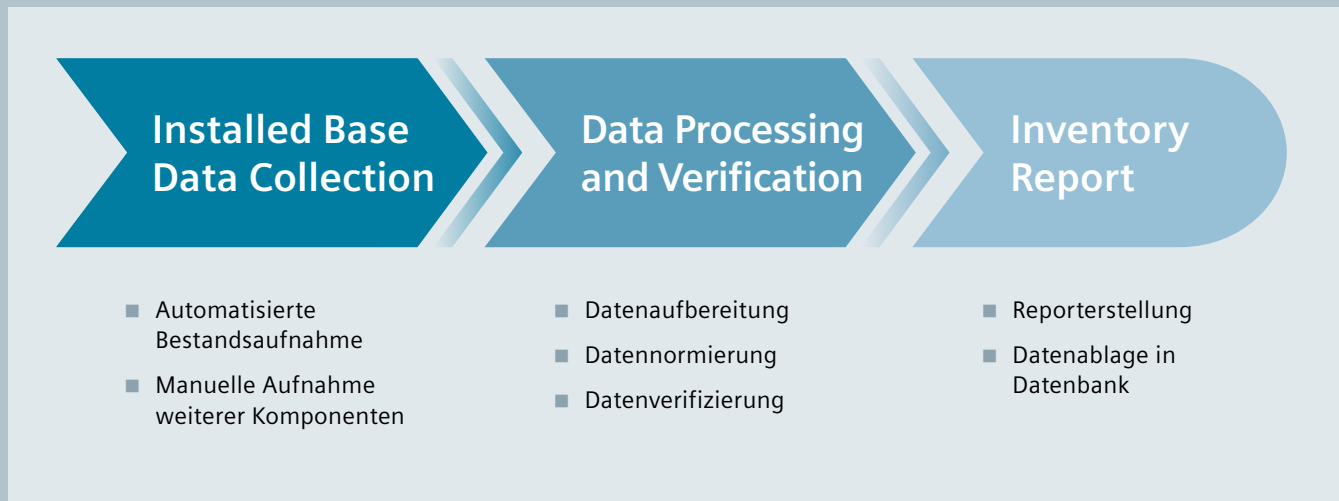 Installed Base
Data Collection
Data Processing
and Verification
Inventory
Report
Automatisierte
Bestandsaufnahme
Manuelle Aufnahme
weiterer Komponenten
Datenaufbereitung
Datennormierung
Datenverifizierung
Reporterstellung
Datenablage in
Datenbank